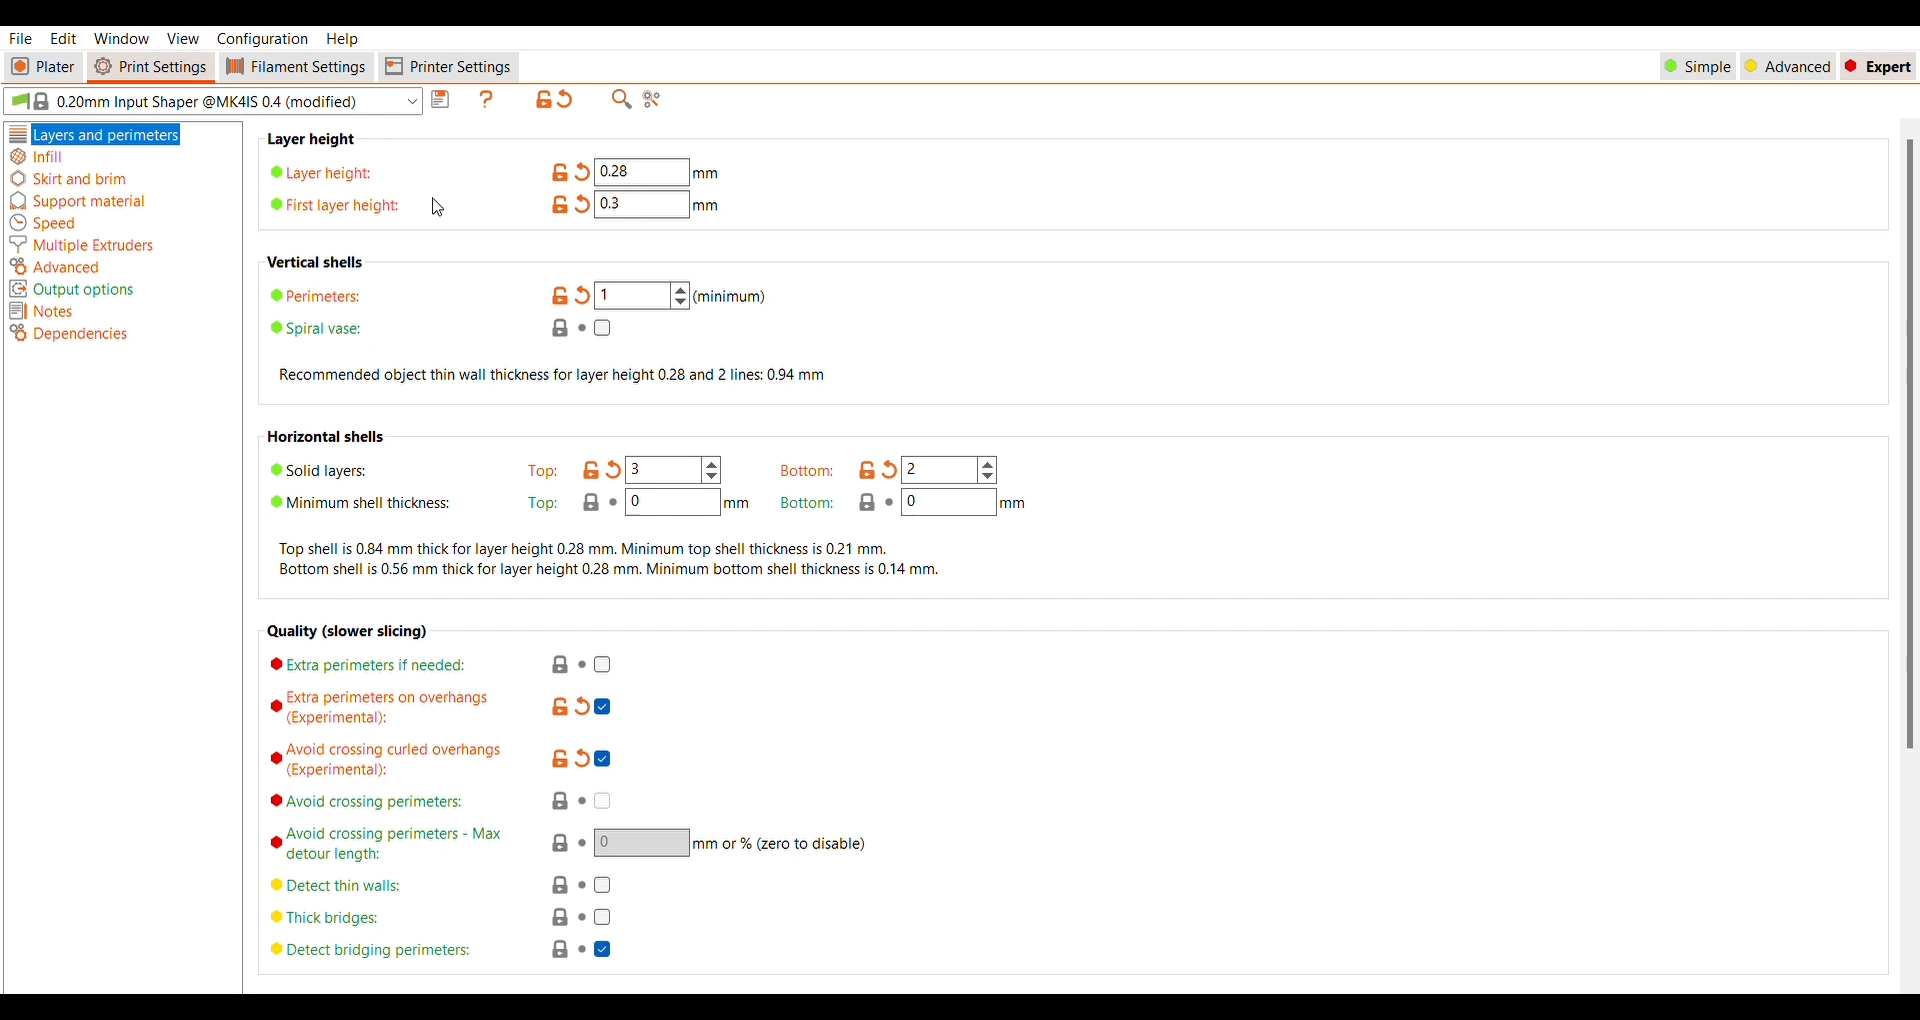 File Edit Window View Configuration Help
Plater Print Settings Filament Settings Printer Settings Simple Advanced Expert
0.20mm Input Shaper @MK4IS 0.4 (modified)
Layers and perimeters
Infill
Skirt and brim
Support material
Speed
Multiple Extruders
Advanced
Output options
Notes
Dependencies
Layer height
Layer height: 0.28 mm
First layer height: 0.3 mm
Vertical shells
Perimeters: 1 (minimum)
Spiral vase:
Recommended object thin wall thickness for layer height 0.28 and 2 lines: 0.94 mm
Horizontal shells
Solid layers: Top: 3 Bottom: 2
Minimum shell thickness: Top: 0 mm Bottom: 0 mm
Top shell is 0.84 mm thick for layer height 0.28 mm. Minimum top shell thickness is 0.21 mm.
Bottom shell is 0.56 mm thick for layer height 0.28 mm. Minimum bottom shell thickness is 0.14 mm.
Quality (slower slicing)
Extra perimeters if needed:
Extra perimeters on overhangs
(Experimental):
Avoid crossing curled overhangs
(Experimental):
Avoid crossing perimeters:
Avoid crossing perimeters - Max
detour length: 0 mm or % (zero to disable)
Detect thin walls:
Thick bridges:
Detect bridging perimeters: